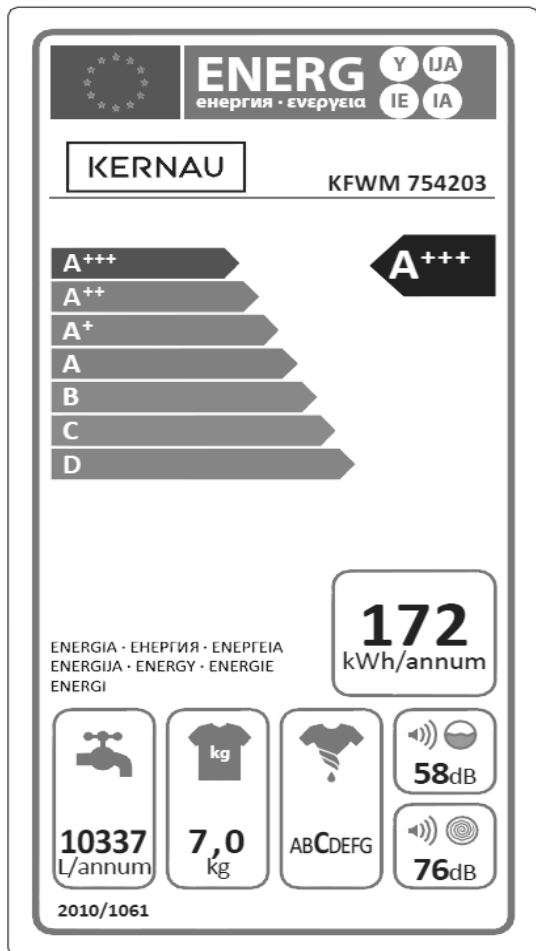 ENERG Y IJA IE IA
енергия · ενεργεια
KERNAU
KFWM 754203
A+++ A+++
A++
A+
A
B
C
D
172
kWh/annum
ENERGIA · ЕНЕРГИЯ · ΕΝΕΡΓΕΙΑ
ENERGIJA · ENERGY · ENERGIE
ENERGI
kg
10337
L/annum
7,0
kg
ABCDEFG
58dB
76dB
2010/1061